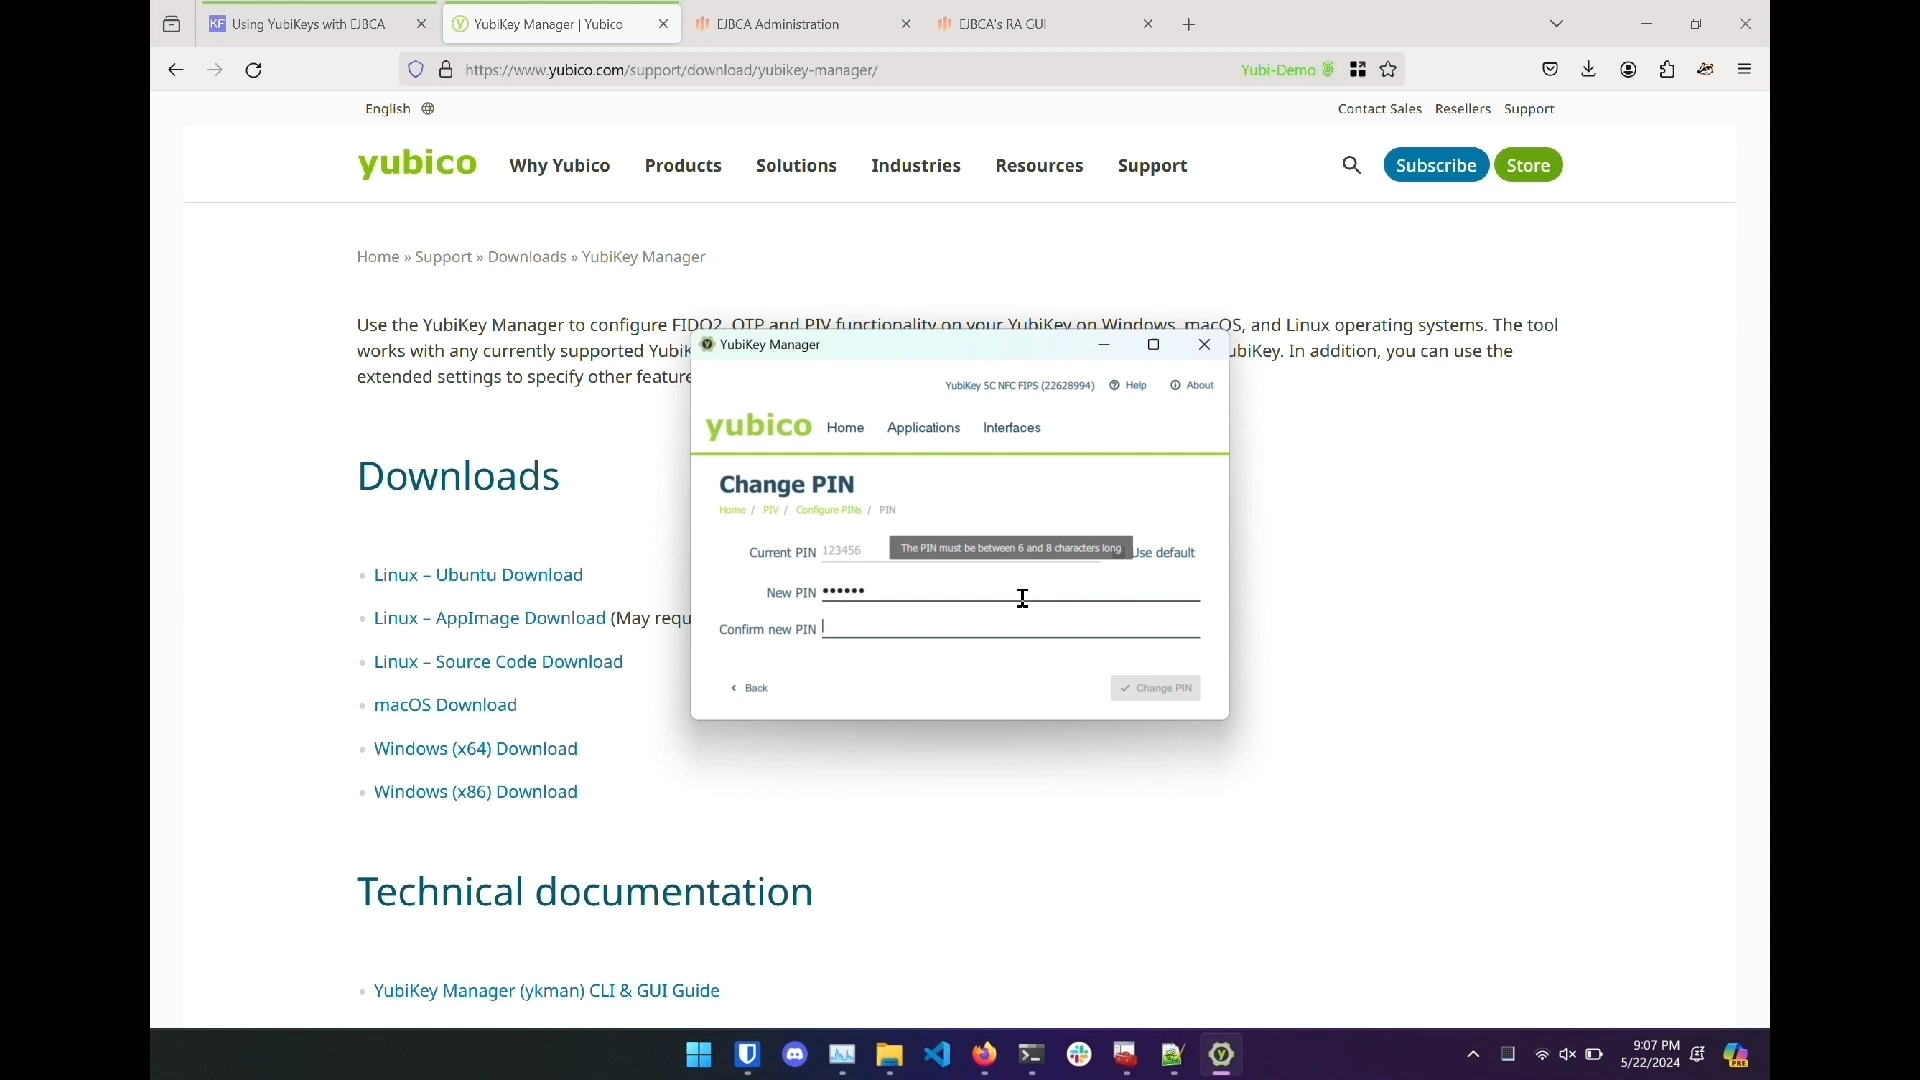 Using YubiKeys with EJBCA
YubiKey Manager | Yubico
EJBCA Administration
EJBCA's RA GUI
https://www.yubico.com/support/download/yubikey-manager/
Yubi-Demo
English
Contact Sales Resellers Support
yubico Why Yubico Products Solutions Industries Resources Support Subscribe Store
Home » Support » Downloads » YubiKey Manager
Use the YubiKey Manager to configure FIDO2, OTP and PIV functionality on your YubiKey on Windows, macOS, and Linux operating systems. The tool
works with any currently supported YubiK
ubiKey. In addition, you can use the
extended settings to specify other feature
YubiKey Manager
YubiKey 5C NFC FIPS (22628994) Help About
yubico Home Applications Interfaces
Change PIN
Home / PIV / Configure PINs / PIN
Current PIN 123456
The PIN must be between 6 and 8 characters long
Use default
New PIN ••••••
Confirm new PIN
Back
Change PIN
Downloads
Linux – Ubuntu Download
Linux – AppImage Download (May requ
Linux – Source Code Download
macOS Download
Windows (x64) Download
Windows (x86) Download
Technical documentation
YubiKey Manager (ykman) CLI & GUI Guide
9:07 PM
5/22/2024
PRE